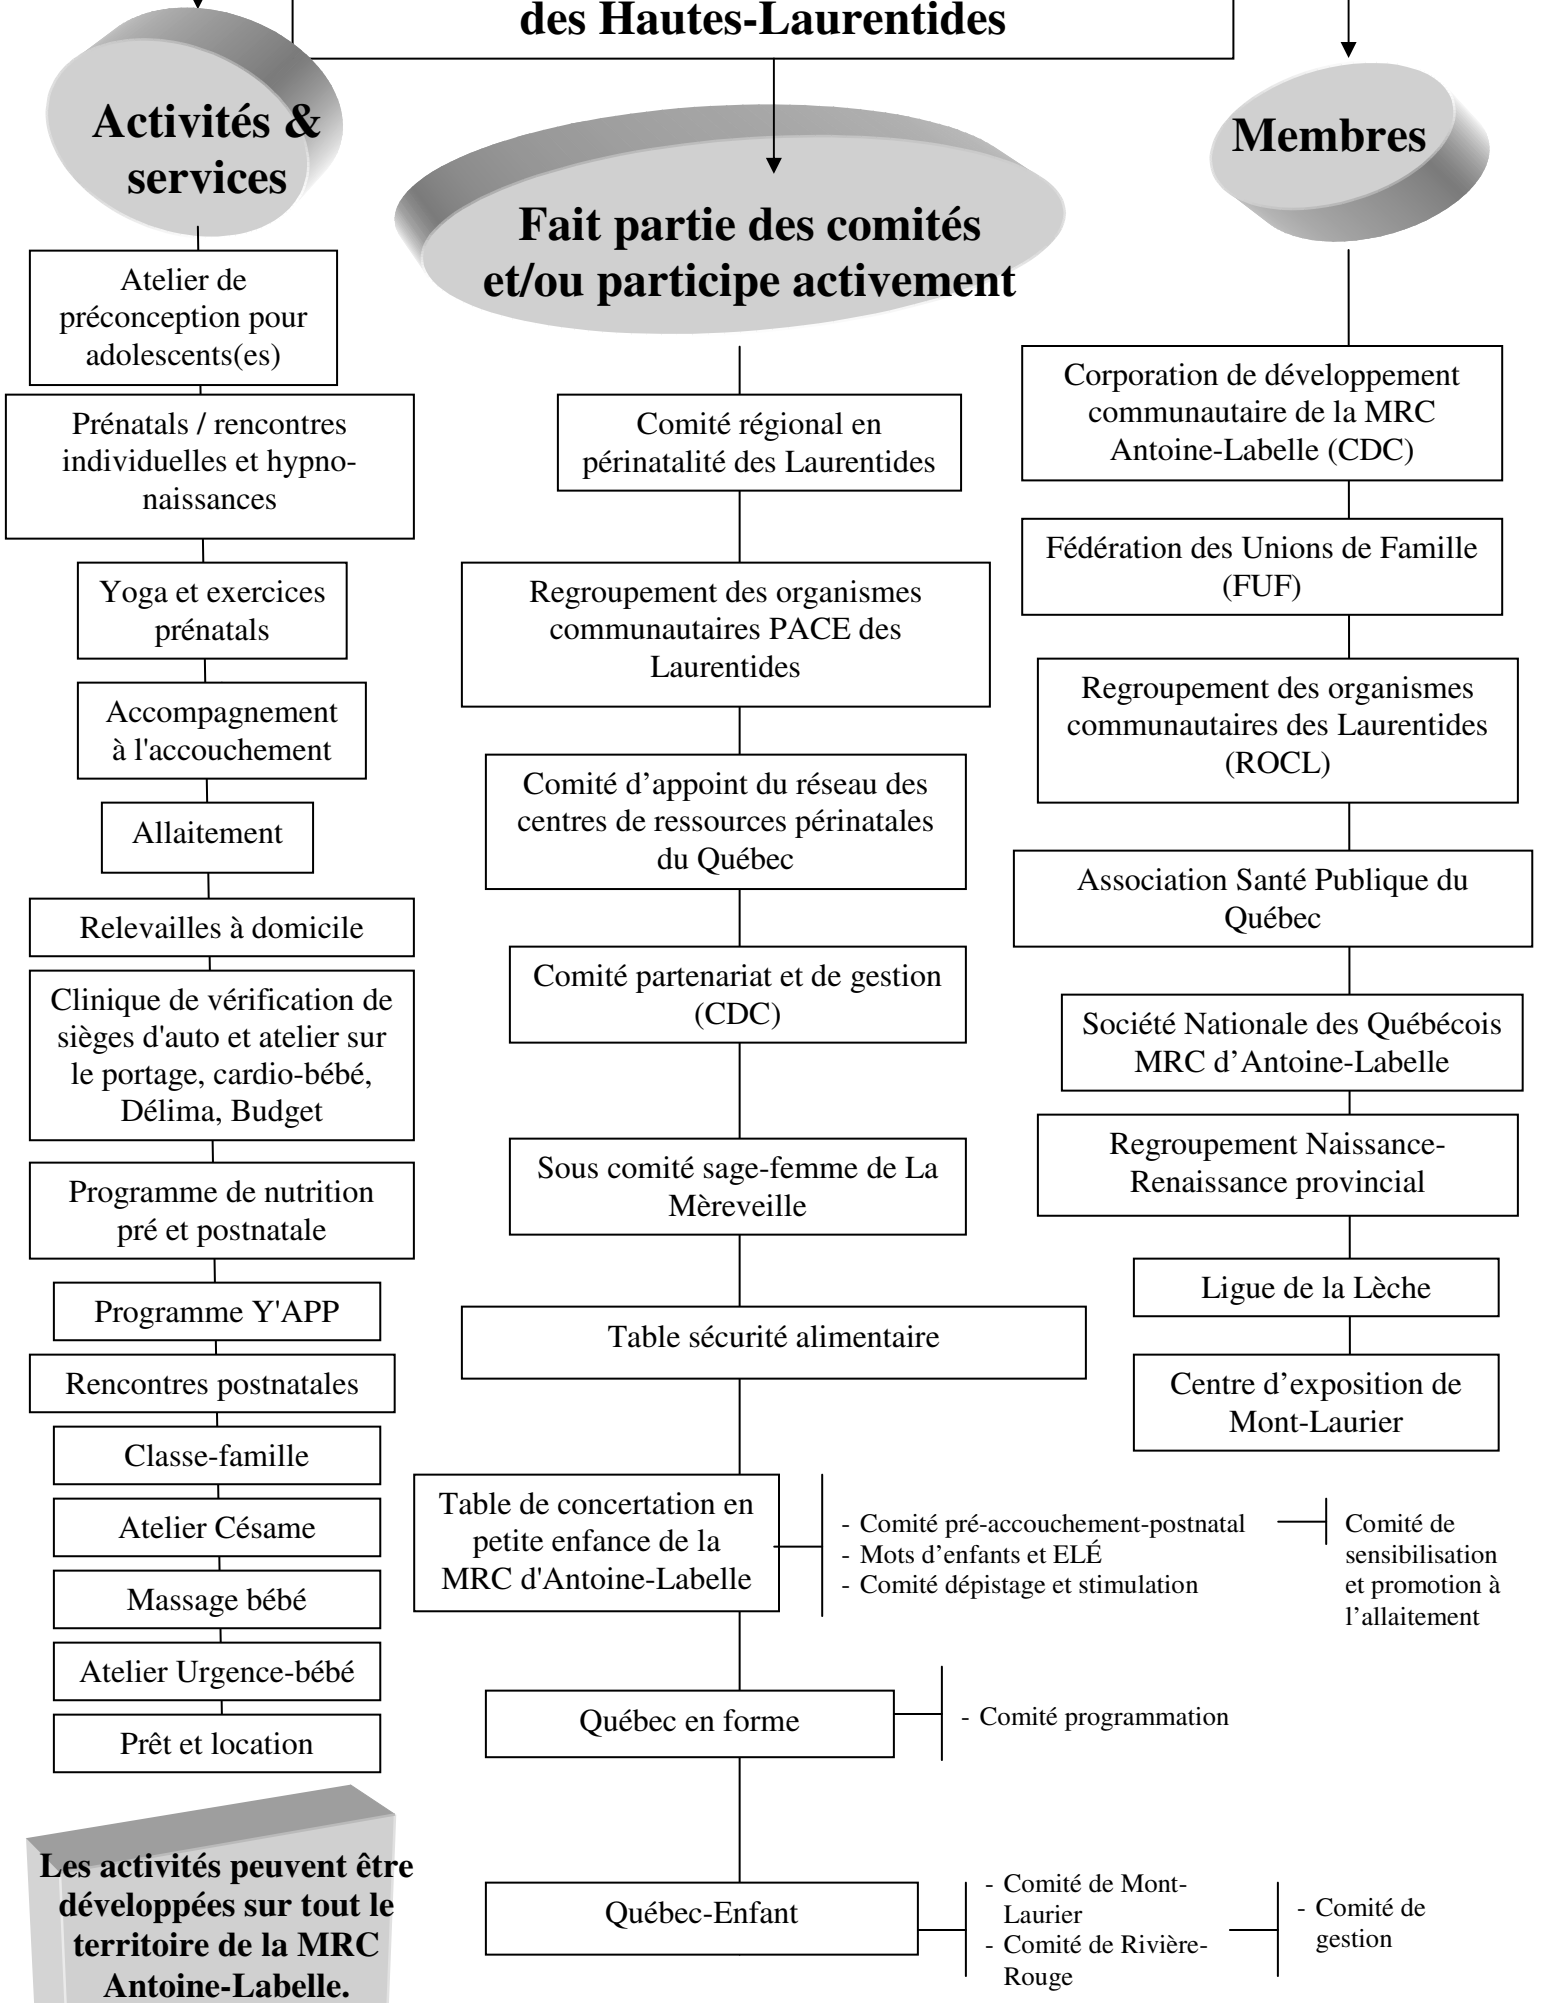 des Hautes-Laurentides
Activités &
services
Atelier de
préconception pour
adolescents(es)
Prénatals / rencontres
individuelles et hypno-
naissances
Yoga et exercices
prénatals
Accompagnement
à l'accouchement
Allaitement
Relevailles à domicile
Clinique de vérification de
sièges d'auto et atelier sur
le portage, cardio-bébé,
Délima, Budget
Programme de nutrition
pré et postnatale
Programme Y'APP
Rencontres postnatales
Classe-famille
Atelier Césame
Massage bébé
Atelier Urgence-bébé
Prêt et location
Les activités peuvent être
développées sur tout le
territoire de la MRC
Antoine-Labelle.
Fait partie des comités
et/ou participe activement
Comité régional en
périnatalité des Laurentides
Regroupement des organismes
communautaires PACE des
Laurentides
Comité d’appoint du réseau des
centres de ressources périnatales
du Québec
Comité partenariat et de gestion
(CDC)
Sous comité sage-femme de La
Mèreveille
Table sécurité alimentaire
Table de concertation en
petite enfance de la
MRC d'Antoine-Labelle
- Comité pré-accouchement-postnatal
- Mots d’enfants et ELÉ
- Comité dépistage et stimulation
Comité de
sensibilisation
et promotion à
l’allaitement
Québec en forme
- Comité programmation
Québec-Enfant
- Comité de Mont-
Laurier
- Comité de Rivière-
Rouge
- Comité de
gestion
Membres
Corporation de développement
communautaire de la MRC
Antoine-Labelle (CDC)
Fédération des Unions de Famille
(FUF)
Regroupement des organismes
communautaires des Laurentides
(ROCL)
Association Santé Publique du
Québec
Société Nationale des Québécois
MRC d’Antoine-Labelle
Regroupement Naissance-
Renaissance provincial
Ligue de la Lèche
Centre d’exposition de
Mont-Laurier